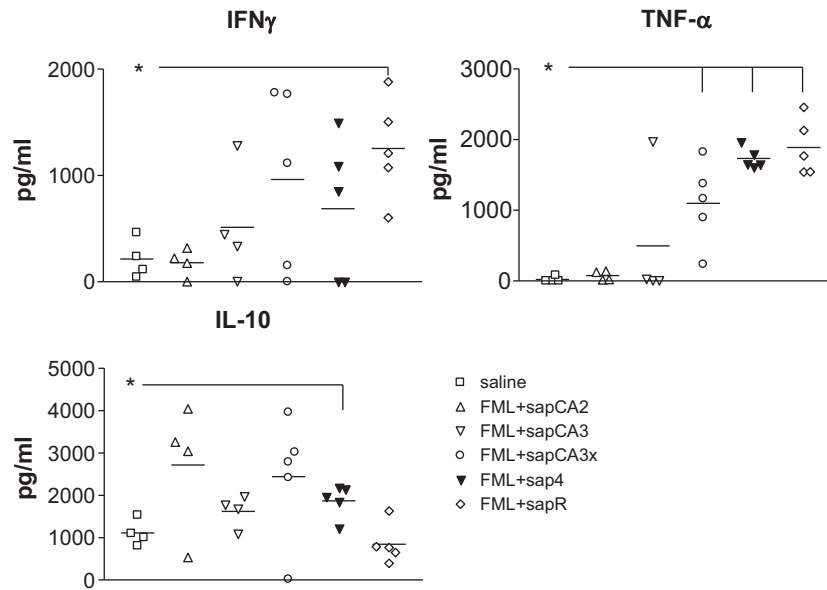 IFNγ
*
2000
1000
0
pg/ml
TNF-α
*
3000
2000
1000
0
pg/ml
IL-10
*
5000
4000
3000
2000
1000
0
pg/ml
saline
FML+sapCA2
FML+sapCA3
FML+sapCA3x
FML+sap4
FML+sapR